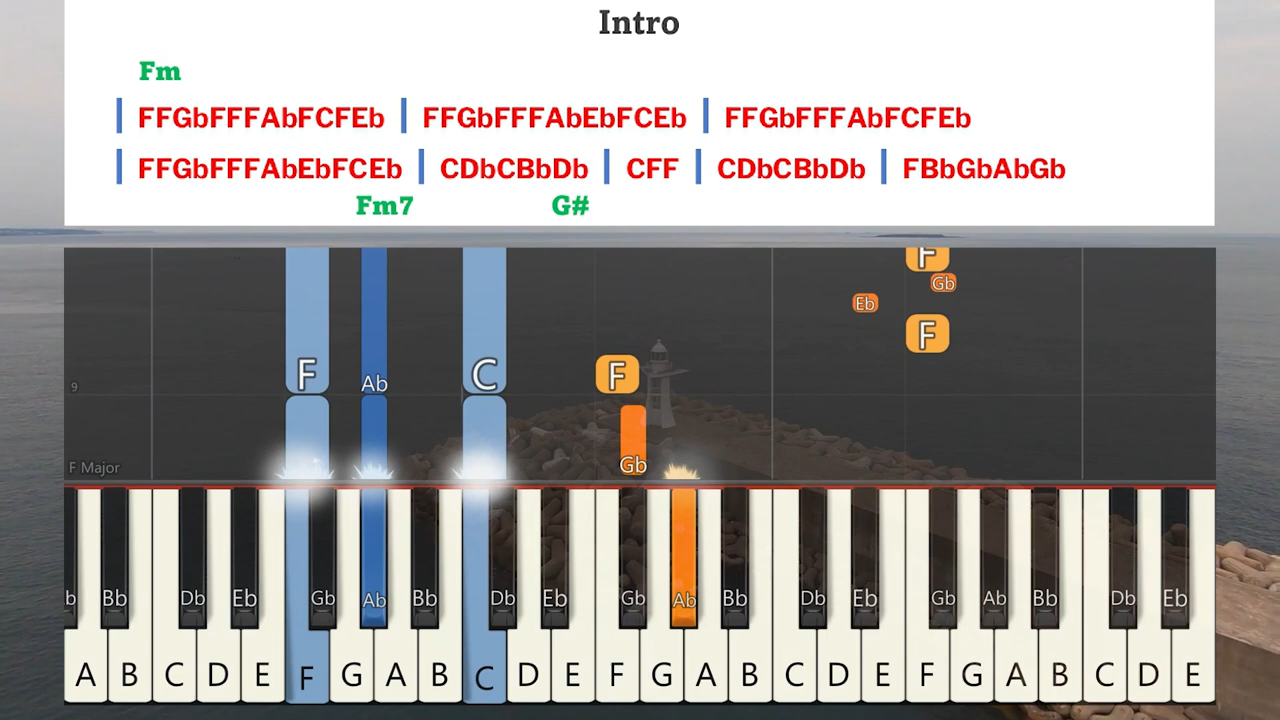 Intro
Fm
FFGbFFFAbFCFEb | FFGbFFFAbEbFCEb | FFGbFFFAbFCFEb
FFGbFFFAbEbFCEb | CDbCBbDb | CFF | CDbCBbDb | FBbGbAbGb
Fm7 G#
F
Gb
Eb
F
F Ab C F
9
Gb
F Major
b Bb Db Eb Gb Ab Bb Db Eb Gb Ab Bb Db Eb Gb Ab Bb Db Eb
A B C D E F G A B C D E F G A B C D E F G A B C D E